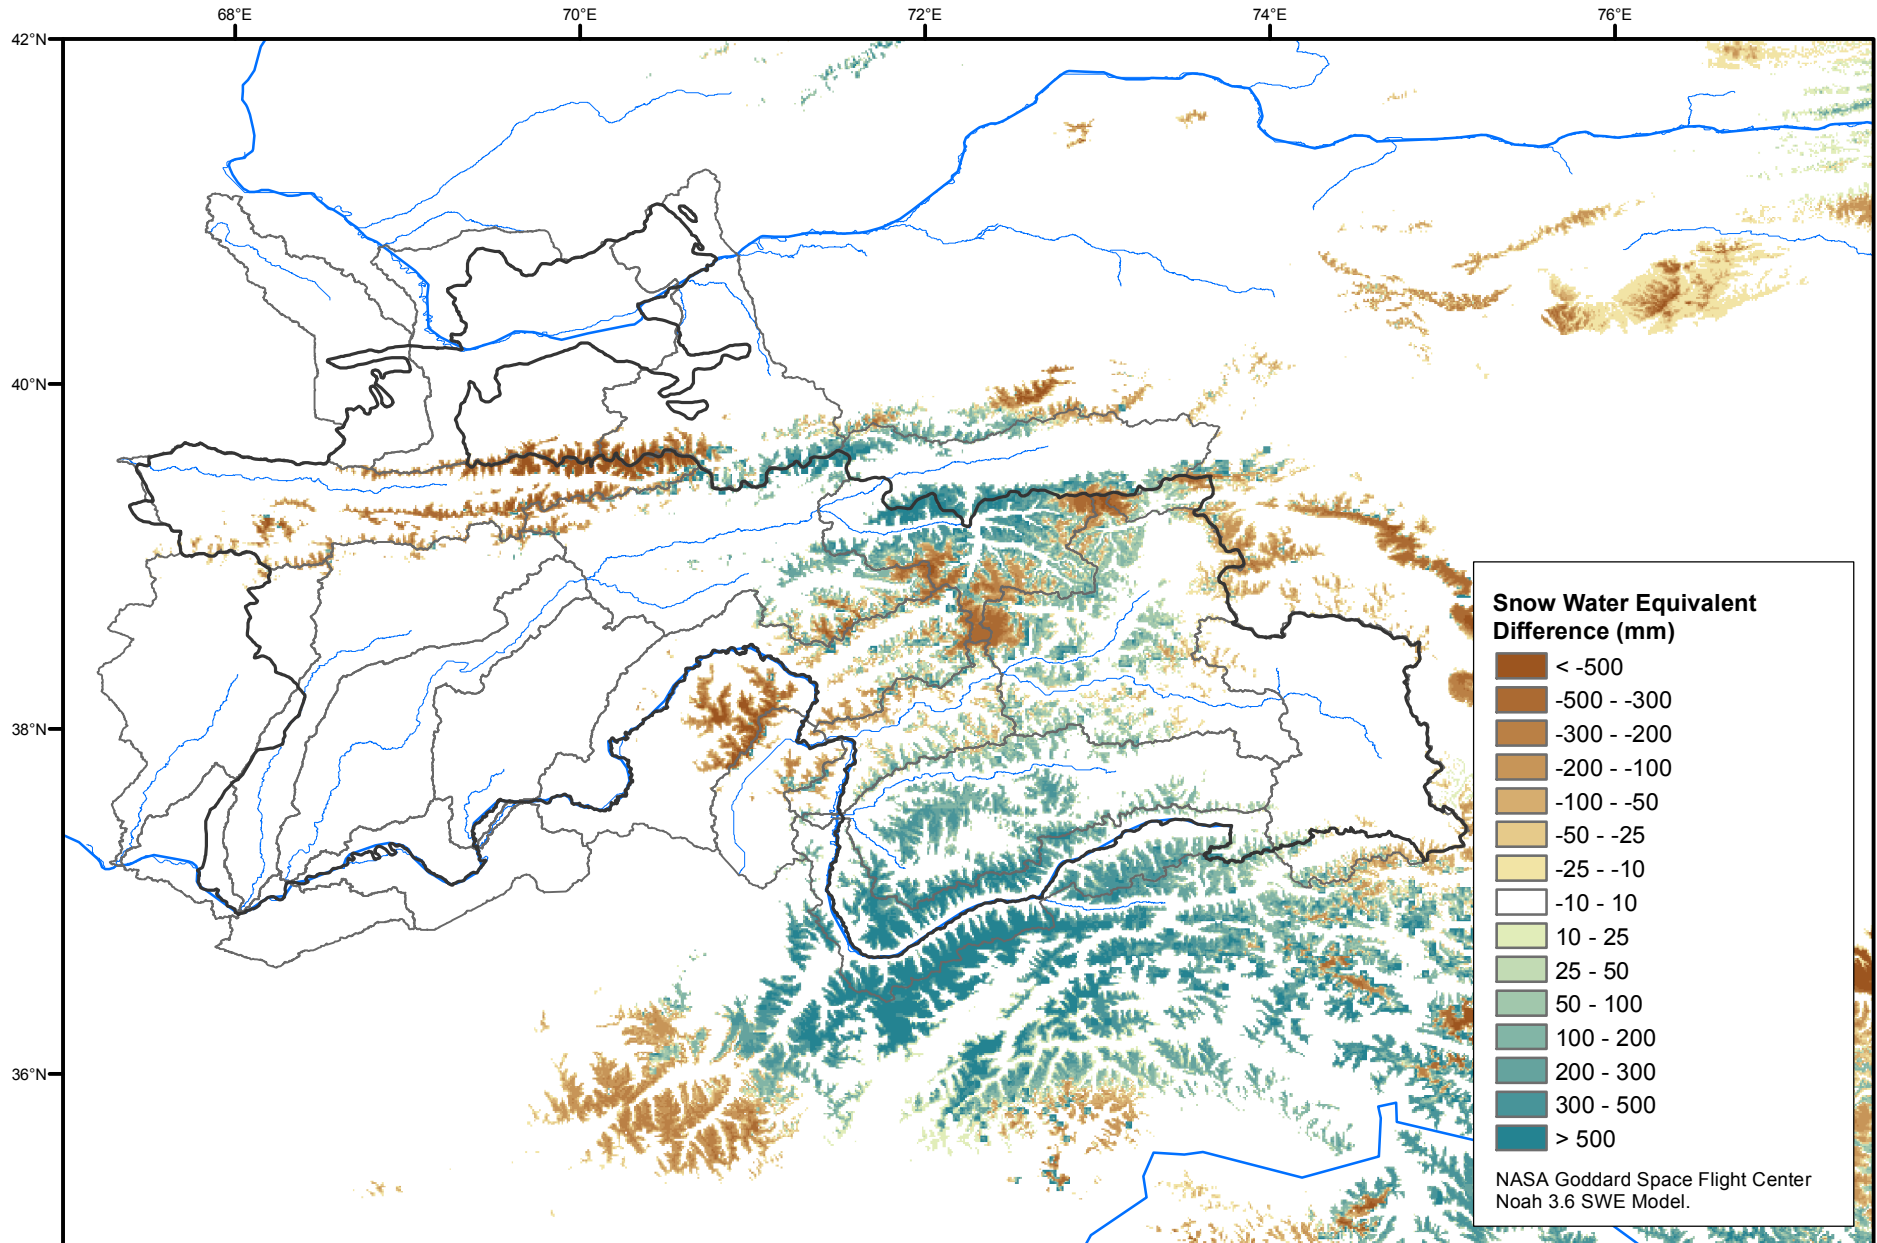 68°E
70°E
72°E
74°E
76°E
42°N
40°N
38°N
36°N
Snow Water Equivalent
Difference (mm)
< -500
-500 - -300
-300 - -200
-200 - -100
-100 - -50
-50 - -25
-25 - -10
-10 - 10
10 - 25
25 - 50
50 - 100
100 - 200
200 - 300
300 - 500
> 500
NASA Goddard Space Flight Center
Noah 3.6 SWE Model.